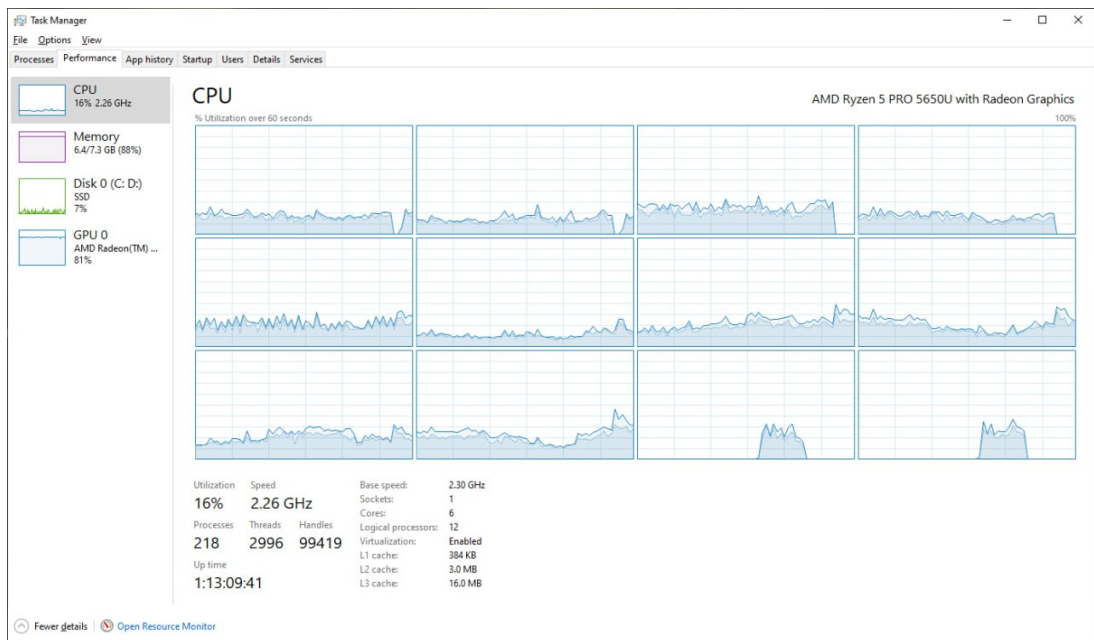 Task Manager
File Options View
Processes Performance App history Startup Users Details Services
CPU
16% 2.26 GHz
Memory
6.4/7.3 GB (88%)
Disk 0 (C: D:)
SSD
7%
GPU 0
AMD Radeon(TM) ...
81%
CPU AMD Ryzen 5 PRO 5650U with Radeon Graphics
% Utilization over 60 seconds 100%
Utilization Speed
16% 2.26 GHz
Processes Threads Handles
218 2996 99419
Up time
1:13:09:41
Base speed: 2.30 GHz
Sockets: 1
Cores: 6
Logical processors: 12
Virtualization: Enabled
L1 cache: 384 KB
L2 cache: 3.0 MB
L3 cache: 16.0 MB
Fewer details Open Resource Monitor